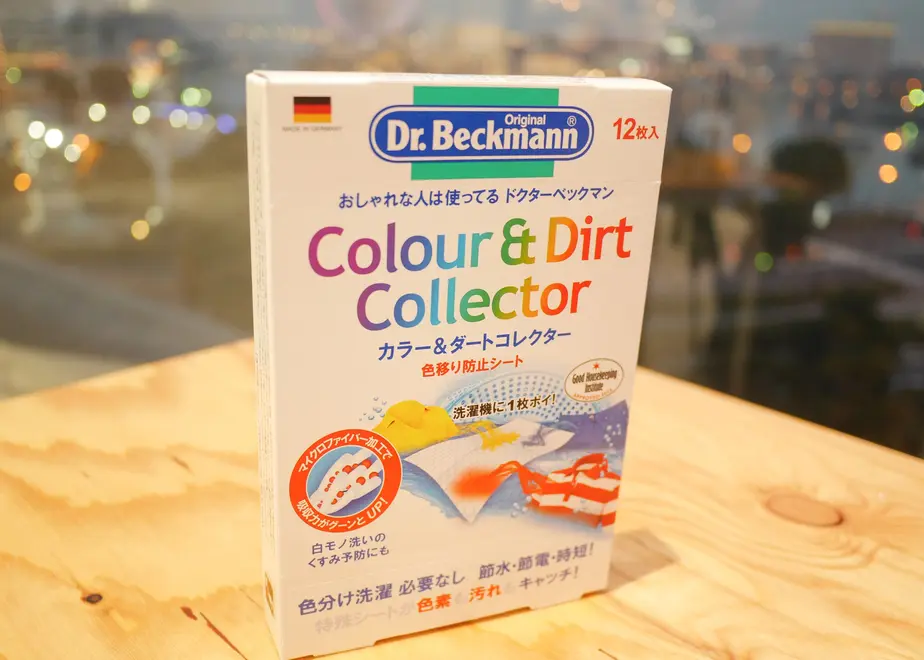 MADE IN GERMANY
Original
Dr. Beckmann®
12枚入
おしゃれな人は使ってる ドクターベックマン
Colour & Dirt
Collector
カラー&ダートコレクター
色移り防止シート
Good Housekeeping
Institute
洗濯機に1枚ポイ!
マイクロファイバー加工で
吸収力がグーンとUP!
白モノ洗いの
くすみ予防にも
色分け洗濯 必要なし 節水・節電・時短!
特殊シートが 色素も汚れもキャッチ!